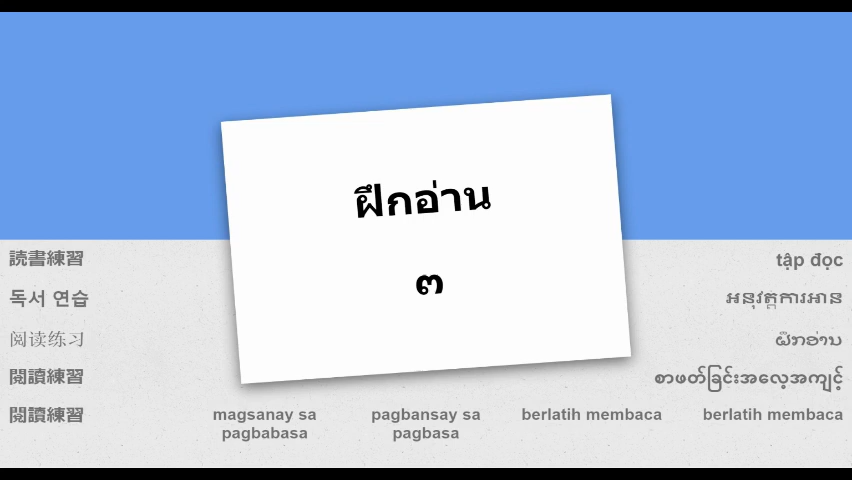 ฝึกอ่าน
๓
読書練習
독서 연습
阅读练习
閱讀練習
閱讀練習
tập đọc
អនុវត្តការអាន
ຝຶກອ່ານ
စာဖတ်ခြင်းအလေ့အကျင့်
magsanay sa
pagbabasa
pagbansay sa
pagbasa
berlatih membaca
berlatih membaca